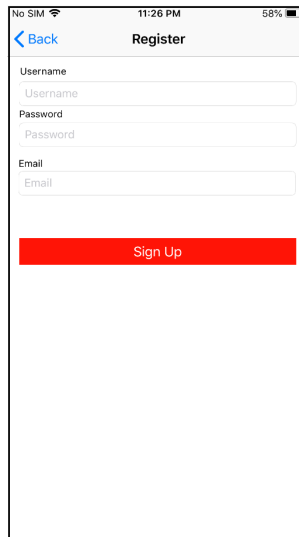 No SIM 11:26 PM 58%
Back Register
Username
Username
Password
Password
Email
Email
Sign Up